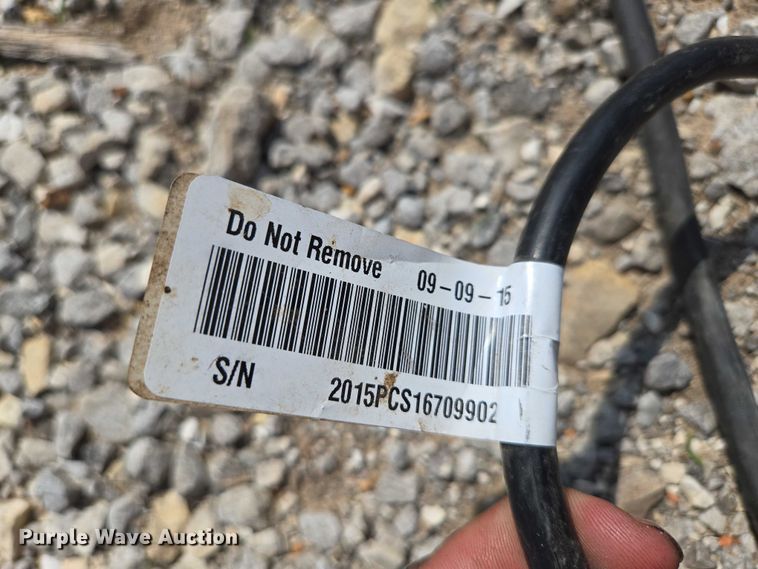 Do Not Remove 09-09-15
S/N 2015PCS16709902
Purple Wave Auction